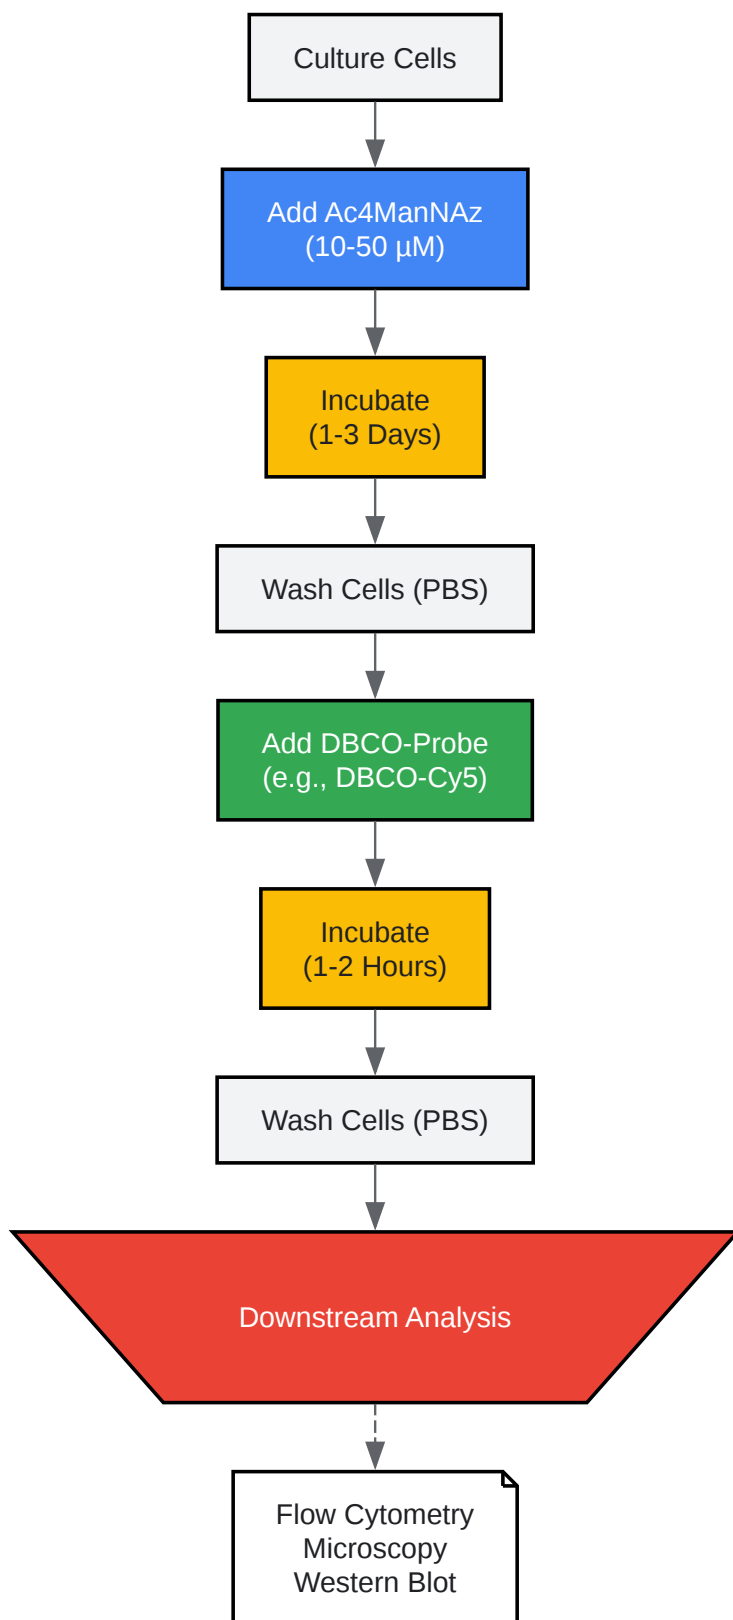 Culture Cells
Add Ac4ManNAz
(10-50 µM)
Incubate
(1-3 Days)
Wash Cells (PBS)
Add DBCO-Probe
(e.g., DBCO-Cy5)
Incubate
(1-2 Hours)
Wash Cells (PBS)
Downstream Analysis
Flow Cytometry
Microscopy
Western Blot